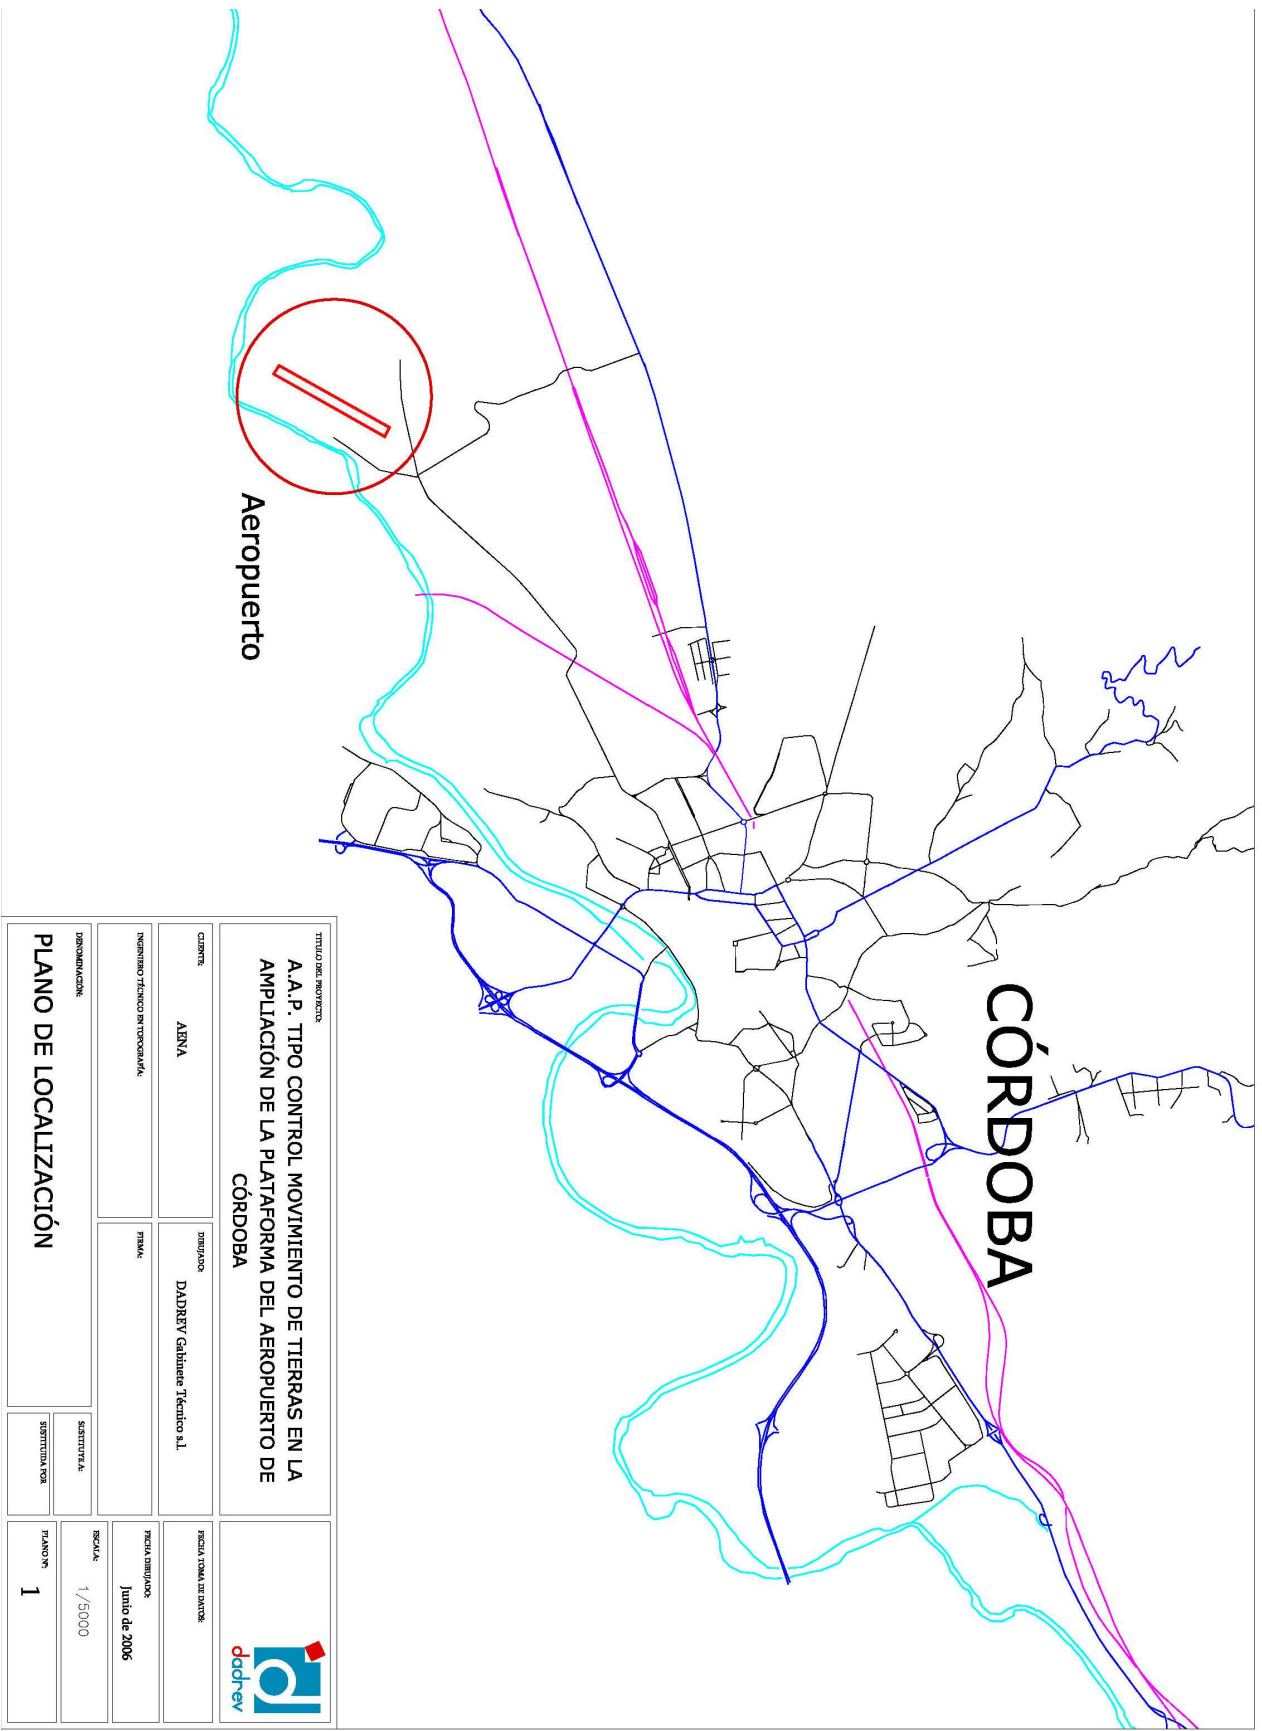 CÓRDOBA
Aeropuerto
TITULO DEL PROYECTO:
A.A.P. TIPO CONTROL MOVIMIENTO DE TIERRAS EN LA
AMPLIACIÓN DE LA PLATAFORMA DEL AEROPUERTO DE
CÓRDOBA
CLIENTE:
AENA
DIBUJADO:
DADREV Gabinete Técnico s.l.
FECHA TOMA DE DATOS:
INGENIERO TÉCNICO EN TOPOGRAFÍA:
FIRMA:
FECHA DIBUJADO:
Junio de 2006
DENOMINACIÓN:
PLANO DE LOCALIZACIÓN
SUSTITUYE A:
SUSTITUIDA POR
ESCALA:
1/5000
PLANO Nº:
1
d
dadrev